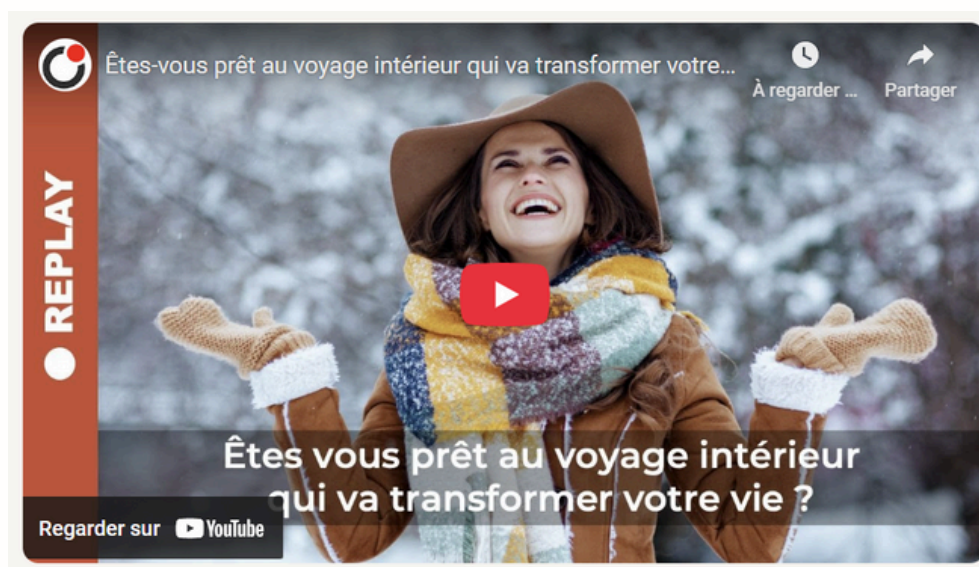 Êtes-vous prêt au voyage intérieur qui va transformer votre...
À regarder ...
Partager
REPLAY
Êtes vous prêt au voyage intérieur
qui va transformer votre vie ?
Regarder sur YouTube